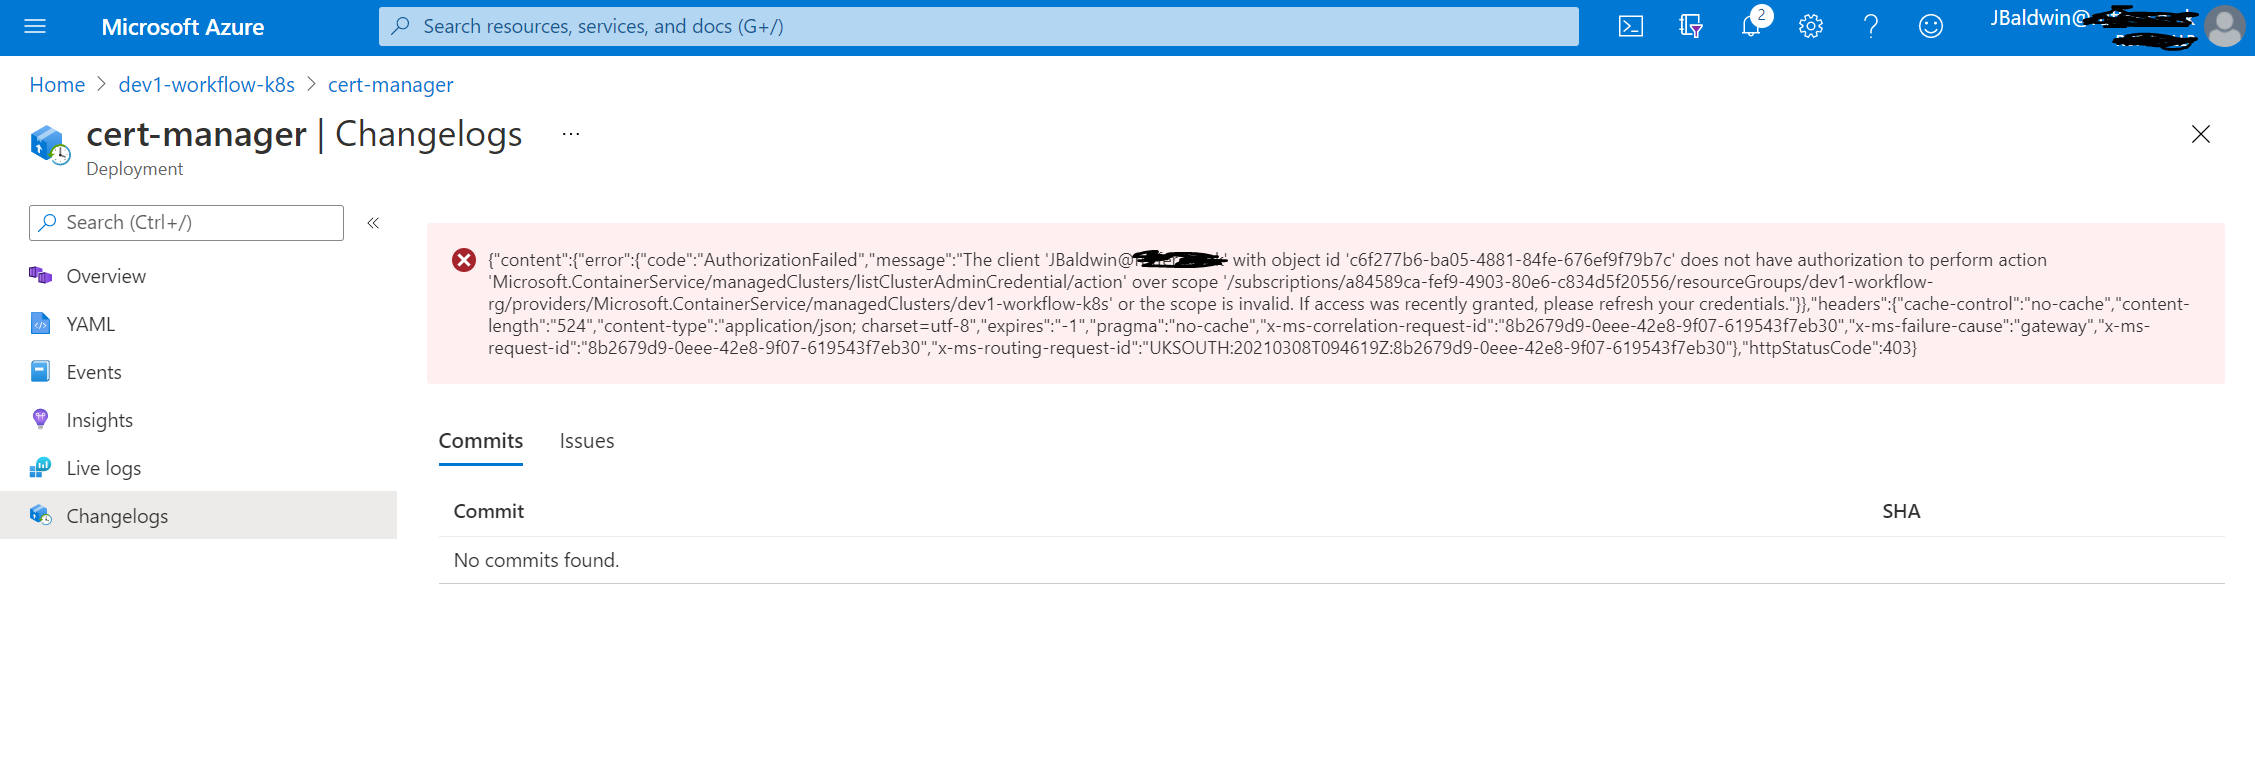 Microsoft Azure
Search resources, services, and docs (G+/)
2
JBaldwin@
Home > dev1-workflow-k8s > cert-manager
cert-manager | Changelogs ...
Deployment
Search (Ctrl+/)
«
Overview
YAML
Events
Insights
Live logs
Changelogs
{"content":{"error":{"code":"AuthorizationFailed","message":"The client 'JBaldwin@ ' with object id 'c6f277b6-ba05-4881-84fe-676ef9f79b7c' does not have authorization to perform action
'Microsoft.ContainerService/managedClusters/listClusterAdminCredential/action' over scope '/subscriptions/a84589ca-fef9-4903-80e6-c834d5f20556/resourceGroups/dev1-workflow-
rg/providers/Microsoft.ContainerService/managedClusters/dev1-workflow-k8s' or the scope is invalid. If access was recently granted, please refresh your credentials."}},"headers":{"cache-control":"no-cache","content-
length":"524","content-type":"application/json; charset=utf-8","expires":"-1","pragma":"no-cache","x-ms-correlation-request-id":"8b2679d9-0eee-42e8-9f07-619543f7eb30","x-ms-failure-cause":"gateway","x-ms-
request-id":"8b2679d9-0eee-42e8-9f07-619543f7eb30","x-ms-routing-request-id":"UKSOUTH:20210308T094619Z:8b2679d9-0eee-42e8-9f07-619543f7eb30"},"httpStatusCode":403}
Commits Issues
Commit SHA
No commits found.